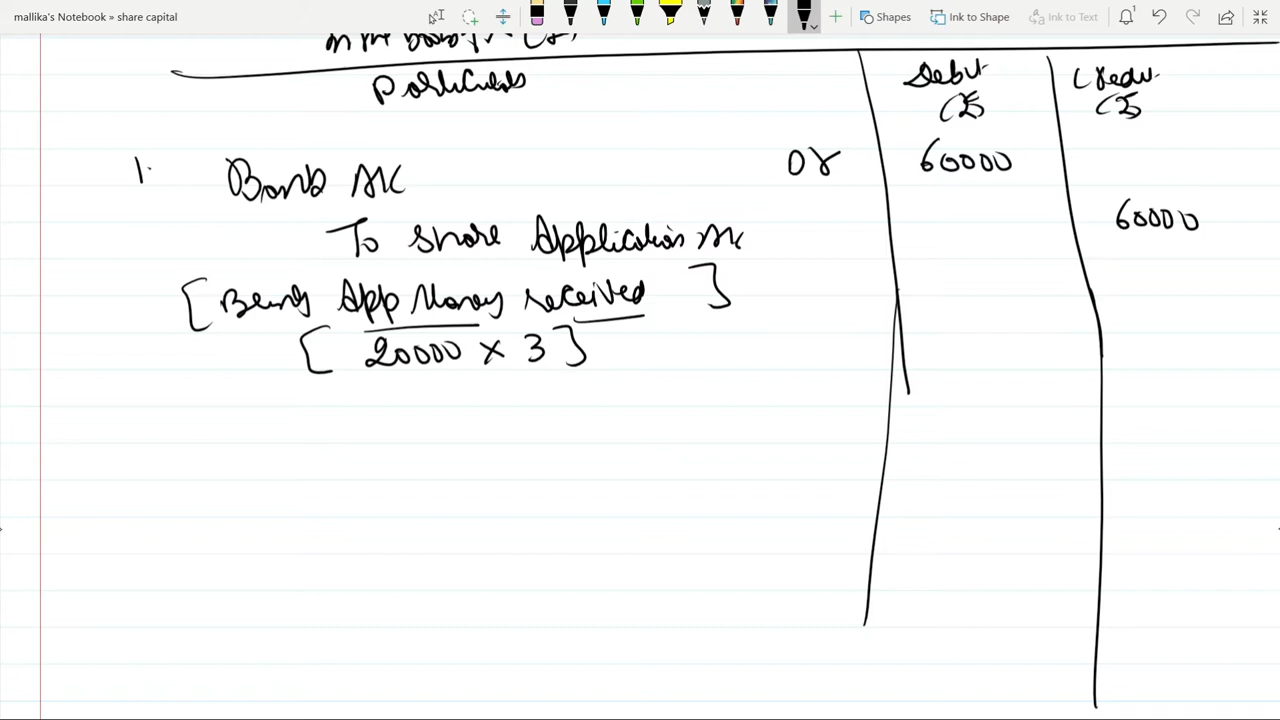 mallika's Notebook » share capital
Shapes Ink to Shape Ink to Text
Particulars Debit Credit
(₹) (₹)
1. Bank A/C Dr 60000
To Share Application A/c 60000
[Being App Money received ]
[ 20000 × 3 ]